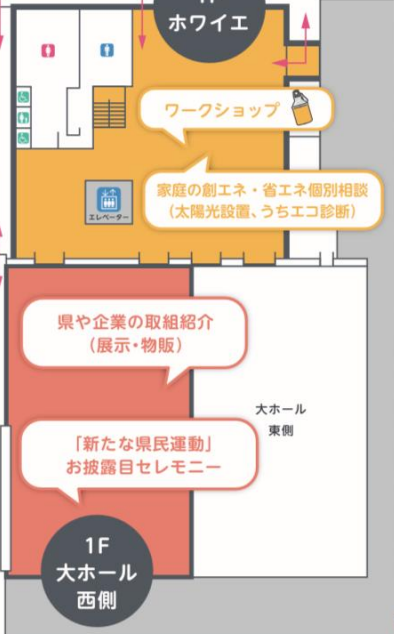 ホワイエ
ワークショップ
家庭の創エネ・省エネ個別相談
(太陽光設置、うちエコ診断)
エレベーター
県や企業の取組紹介
(展示・物販)
大ホール
東側
「新たな県民運動」
お披露目セレモニー
1F
大ホール
西側